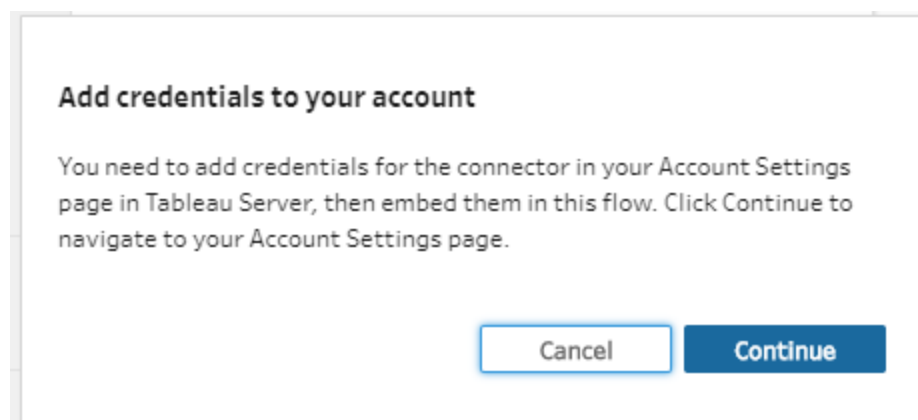 Add credentials to your account
You need to add credentials for the connector in your Account Settings
page in Tableau Server, then embed them in this flow. Click Continue to
navigate to your Account Settings page.
Cancel
Continue